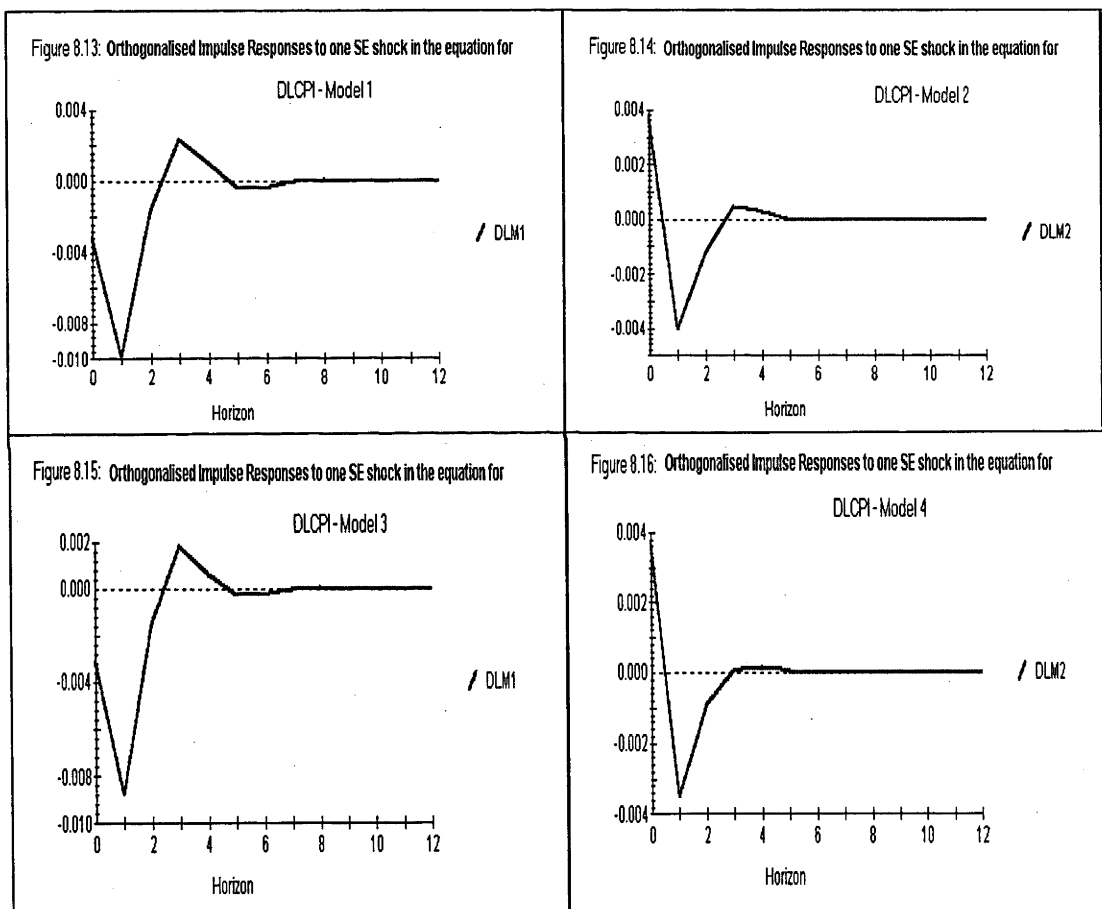 Figure 8.13: Orthogonalised Impulse Responses to one SE shock in the equation for
DLCPI - Model 1
0.004
0.000
-0.004
-0.008
-0.010
0 2 4 6 8 10 12
Horizon
DLM1
Figure 8.14: Orthogonalised Impulse Responses to one SE shock in the equation for
DLCPI - Model 2
0.004
0.002
0.000
-0.002
-0.004
0 2 4 6 8 10 12
Horizon
DLM2
Figure 8.15: Orthogonalised Impulse Responses to one SE shock in the equation for
DLCPI - Model 3
0.002
0.000
-0.004
-0.008
-0.010
0 2 4 6 8 10 12
Horizon
DLM1
Figure 8.16: Orthogonalised Impulse Responses to one SE shock in the equation for
DLCPI - Model 4
0.004
0.002
0.000
-0.002
-0.004
0 2 4 6 8 10 12
Horizon
DLM2